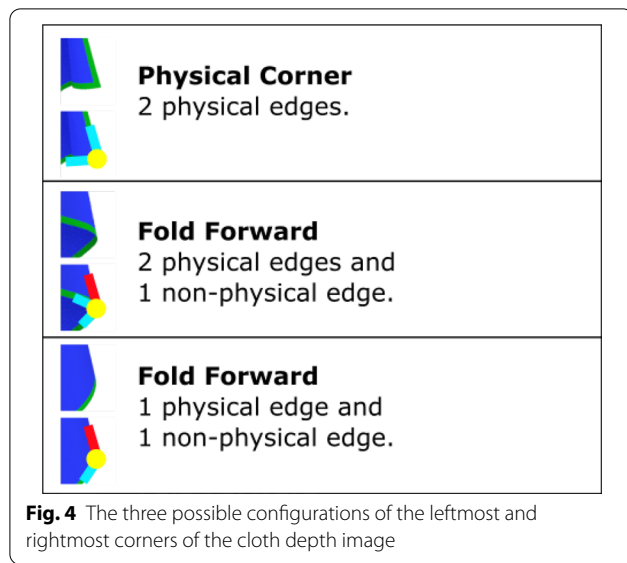 Physical Corner
2 physical edges.
Fold Forward
2 physical edges and
1 non-physical edge.
Fold Forward
1 physical edge and
1 non-physical edge.
Fig. 4 The three possible configurations of the leftmost and
rightmost corners of the cloth depth image